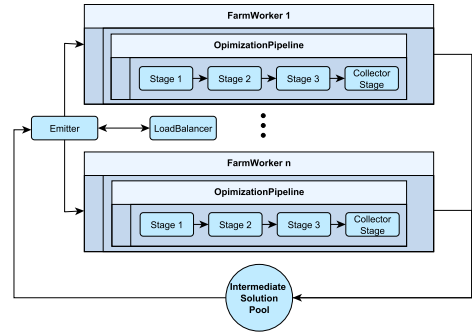 FarmWorker 1
OpimizationPipeline
Stage 1
Stage 2
Stage 3
Collector
Stage
Emitter
LoadBalancer
FarmWorker n
OpimizationPipeline
Stage 1
Stage 2
Stage 3
Collector
Stage
Intermediate
Solution
Pool